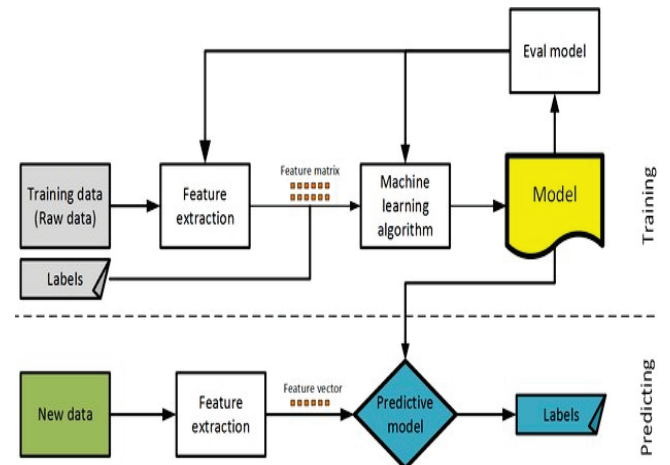 Eval model
Feature matrix
Training data
(Raw data)
Feature
extraction
Machine
learning
algorithm
Model
Training
Labels
Feature vector
New data
Feature
extraction
Predictive
model
Labels
Predicting